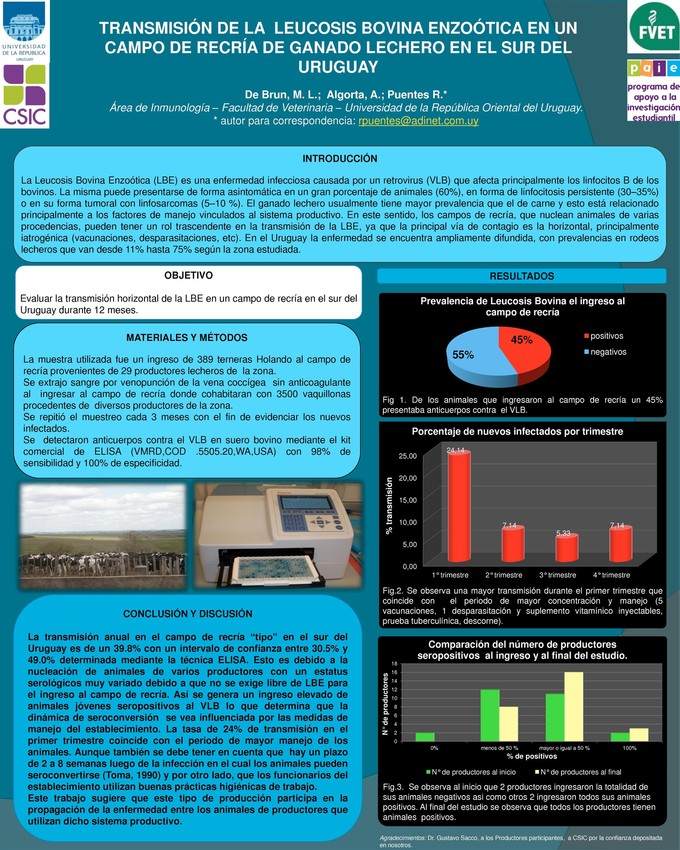 UNIVERSIDAD
DE LA REPÚBLICA
URUGUAY
CSIC
TRANSMISIÓN DE LA LEUCOSIS BOVINA ENZOÓTICA EN UN
CAMPO DE RECRÍA DE GANADO LECHERO EN EL SUR DEL
URUGUAY
De Brun, M. L.; Algorta, A.; Puentes R.*
Área de Inmunología – Facultad de Veterinaria – Universidad de la República Oriental del Uruguay.
* autor para correspondencia: rpuentes@adinet.com.uy
FVET
paie
programa de
apoyo a la
investigación
estudiantil
INTRODUCCIÓN
La Leucosis Bovina Enzoótica (LBE) es una enfermedad infecciosa causada por un retrovirus (VLB) que afecta principalmente los linfocitos B de los
bovinos. La misma puede presentarse de forma asintomática en un gran porcentaje de animales (60%), en forma de linfocitosis persistente (30–35%)
o en su forma tumoral con linfosarcomas (5–10 %). El ganado lechero usualmente tiene mayor prevalencia que el de carne y esto está relacionado
principalmente a los factores de manejo vinculados al sistema productivo. En este sentido, los campos de recría, que nuclean animales de varias
procedencias, pueden tener un rol trascendente en la transmisión de la LBE, ya que la principal vía de contagio es la horizontal, principalmente
iatrogénica (vacunaciones, desparasitaciones, etc). En el Uruguay la enfermedad se encuentra ampliamente difundida, con prevalencias en rodeos
lecheros que van desde 11% hasta 75% según la zona estudiada.
OBJETIVO
Evaluar la transmisión horizontal de la LBE en un campo de recría en el sur del
Uruguay durante 12 meses.
MATERIALES Y MÉTODOS
La muestra utilizada fue un ingreso de 389 terneras Holando al campo de
recría provenientes de 29 productores lecheros de la zona.
Se extrajo sangre por venopunción de la vena coccígea sin anticoagulante
al ingresar al campo de recría donde cohabitaran con 3500 vaquillonas
procedentes de diversos productores de la zona.
Se repitió el muestreo cada 3 meses con el fin de evidenciar los nuevos
infectados.
Se detectaron anticuerpos contra el VLB en suero bovino mediante el kit
comercial de ELISA (VMRD,COD .5505.20,WA,USA) con 98% de
sensibilidad y 100% de especificidad.
CONCLUSIÓN Y DISCUSIÓN
La transmisión anual en el campo de recría “tipo” en el sur del
Uruguay es de un 39.8% con un intervalo de confianza entre 30.5% y
49.0% determinada mediante la técnica ELISA. Esto es debido a la
nucleación de animales de varios productores con un estatus
serológicos muy variado debido a que no se exige libre de LBE para
el ingreso al campo de recría. Así se genera un ingreso elevado de
animales jóvenes seropositivos al VLB lo que determina que la
dinámica de seroconversión se vea influenciada por las medidas de
manejo del establecimiento. La tasa de 24% de transmisión en el
primer trimestre coincide con el periodo de mayor manejo de los
animales. Aunque también se debe tener en cuenta que hay un plazo
de 2 a 8 semanas luego de la infección en el cual los animales pueden
seroconvertirse (Toma, 1990) y por otro lado, que los funcionarios del
establecimiento utilizan buenas prácticas higiénicas de trabajo.
Este trabajo sugiere que este tipo de producción participa en la
propagación de la enfermedad entre los animales de productores que
utilizan dicho sistema productivo.
RESULTADOS
Prevalencia de Leucosis Bovina el ingreso al
campo de recría
45%
55%
positivos
negativos
Fig 1. De los animales que ingresaron al campo de recría un 45%
presentaba anticuerpos contra el VLB.
Porcentaje de nuevos infectados por trimestre
% transmisión
25,00
20,00
15,00
10,00
5,00
0,00
24,14
7,14
5,33
7,14
1° trimestre 2° trimestre 3° trimestre 4° trimestre
Fig.2. Se observa una mayor transmisión durante el primer trimestre que
coincide con el periodo de mayor concentración y manejo (5
vacunaciones, 1 desparasitación y suplemento vitamínico inyectables,
prueba tuberculínica, descorne).
Comparación del número de productores
seropositivos al ingreso y al final del estudio.
N° de productores
18
16
14
12
10
8
6
4
2
0
0% menos de 50 % mayor o igual a 50 % 100%
% de positivos
N° de productores al inicio N° de productores al final
Fig.3. Se observa al inicio que 2 productores ingresaron la totalidad de
sus animales negativos asi como otros 2 ingresaron todos sus animales
positivos. Al final del estudio se observa que todos los productores tienen
animales positivos.
Agradecimientos: Dr. Gustavo Sacco, a los Productores participantes, a CSIC por la confianza depositada
en nosotros.